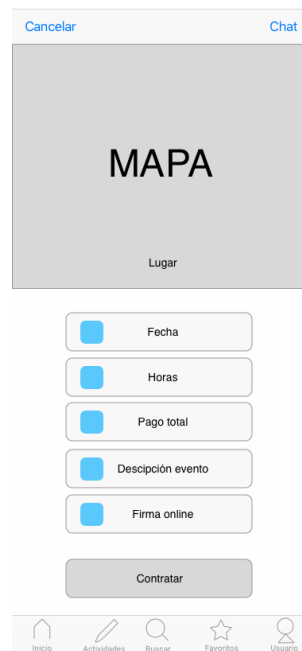 Cancelar Chat
MAPA
Lugar
Fecha
Horas
Pago total
Descipción evento
Firma online
Contratar
Inicio Actividades Buscar Favoritos Usuario